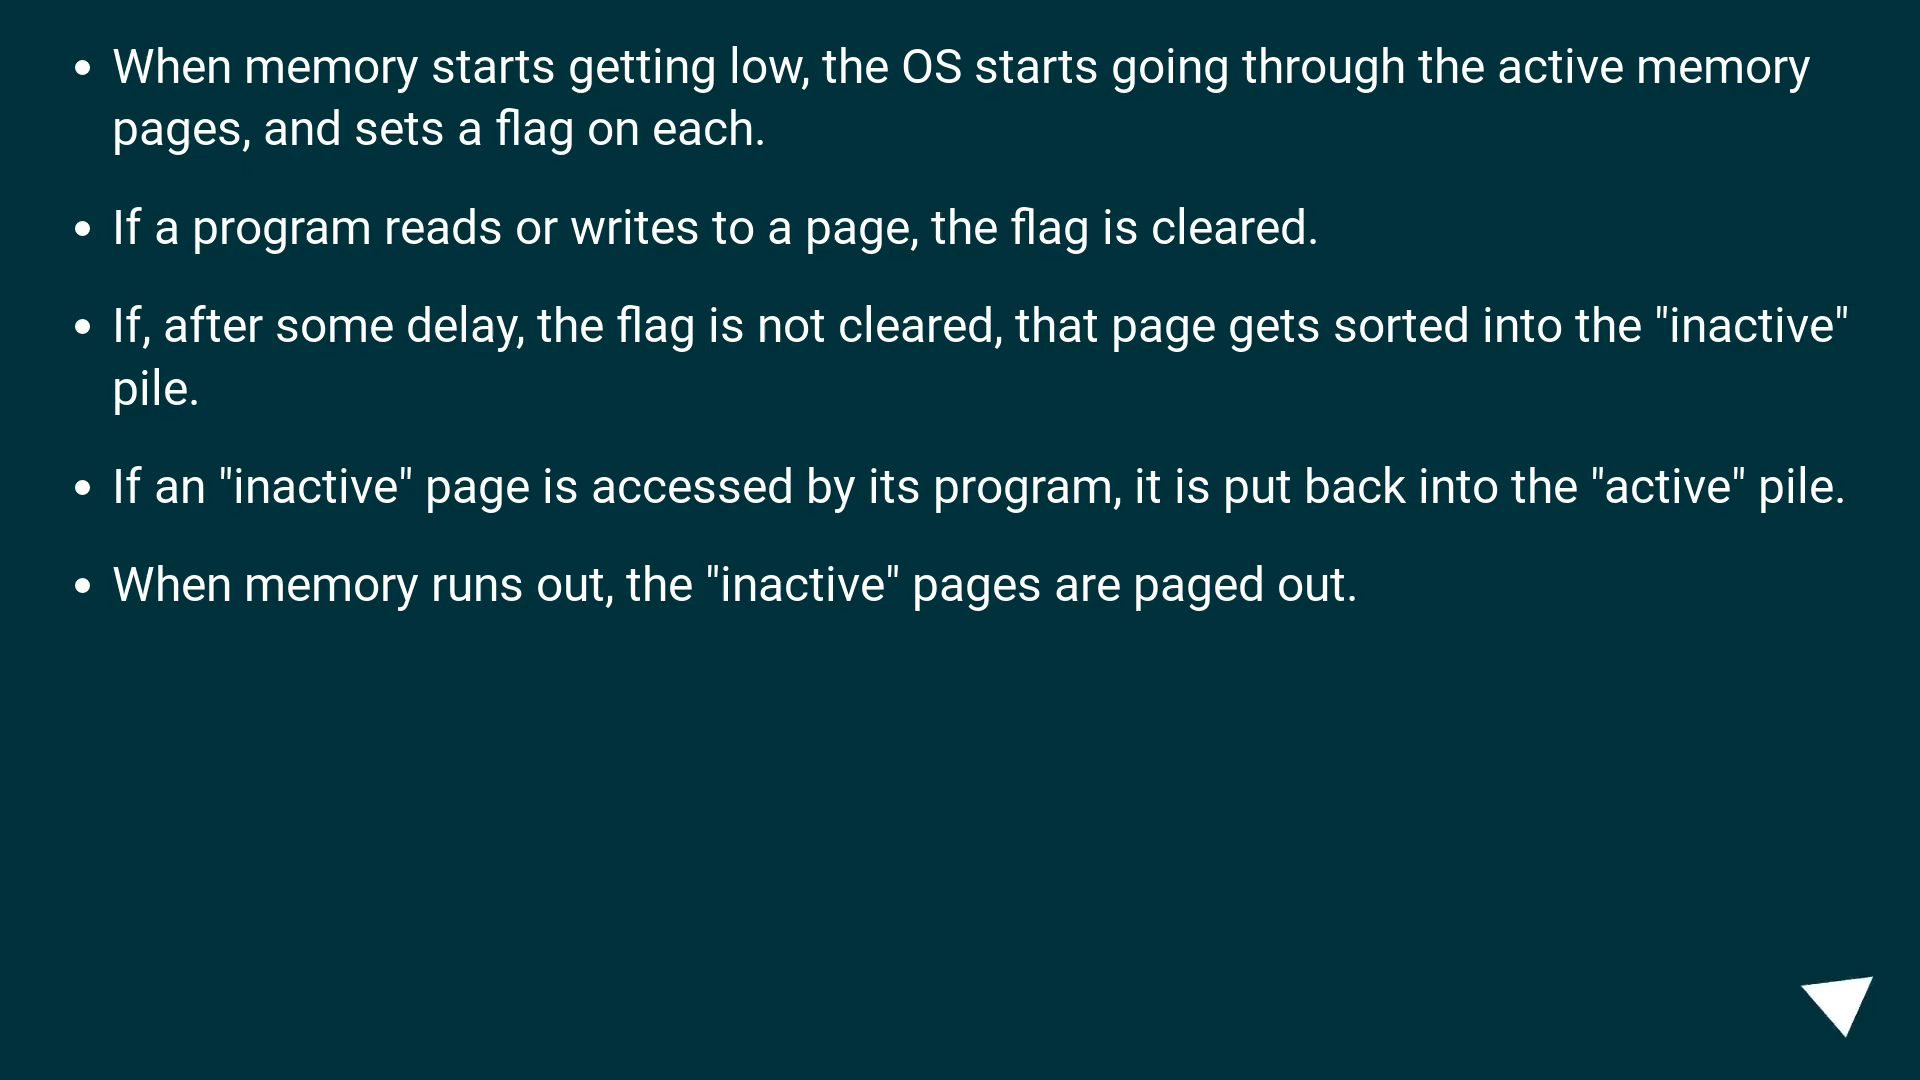 • When memory starts getting low, the OS starts going through the active memory
pages, and sets a flag on each.
• If a program reads or writes to a page, the flag is cleared.
• If, after some delay, the flag is not cleared, that page gets sorted into the "inactive"
pile.
• If an "inactive" page is accessed by its program, it is put back into the "active" pile.
• When memory runs out, the "inactive" pages are paged out.